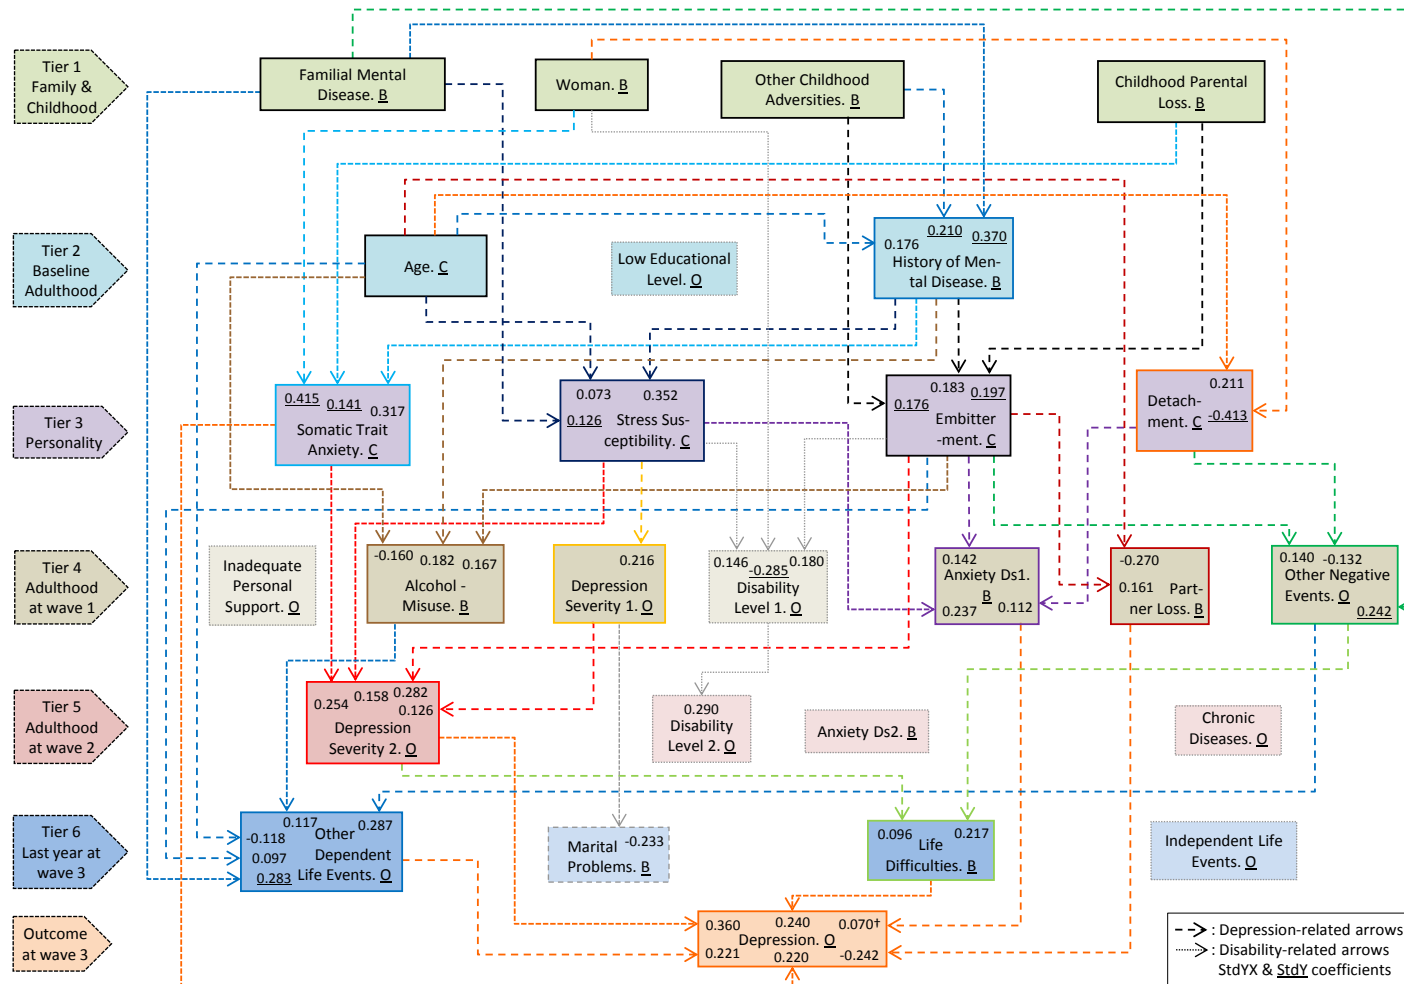 Tier 1
Family &
Childhood
Familial Mental
Disease. B
Woman. B
Other Childhood
Adversities. B
Childhood Parental
Loss. B
Tier 2
Baseline
Adulthood
Age. C
Low Educational
Level. O
0.176 0.210 0.370
History of Men-
tal Disease. B
Tier 3
Personality
0.415 0.141 0.317
Somatic Trait
Anxiety. C
0.073 0.352
0.126 Stress Sus-
ceptibility. C
0.183 0.197
0.176 Embitter
-ment. C
0.211
Detach-
ment. C -0.413
Tier 4
Adulthood
at wave 1
Inadequate
Personal
Support. O
-0.160 0.182 0.167
Alcohol -
Misuse. B
0.216
Depression
Severity 1. O
0.146 -0.285 0.180
Disability
Level 1. O
0.142
Anxiety Ds1.
B
0.237 0.112
-0.270
0.161 Part-
ner Loss. B
0.140 -0.132
Other Negative
Events. O
0.242
Tier 5
Adulthood
at wave 2
0.254 0.158 0.282
0.126
Depression
Severity 2. O
0.290
Disability
Level 2. O
Anxiety Ds2. B
Chronic
Diseases. O
Tier 6
Last year at
wave 3
0.117 Other 0.287
-0.118
0.097 Dependent
0.283 Life Events. O
Marital -0.233
Problems. B
0.096 0.217
Life
Difficulties. B
Independent Life
Events. O
Outcome
at wave 3
0.360 0.240 0.070†
Depression. O
0.221 0.220 -0.242
: Depression-related arrows
: Disability-related arrows
StdYX & StdY coefficients